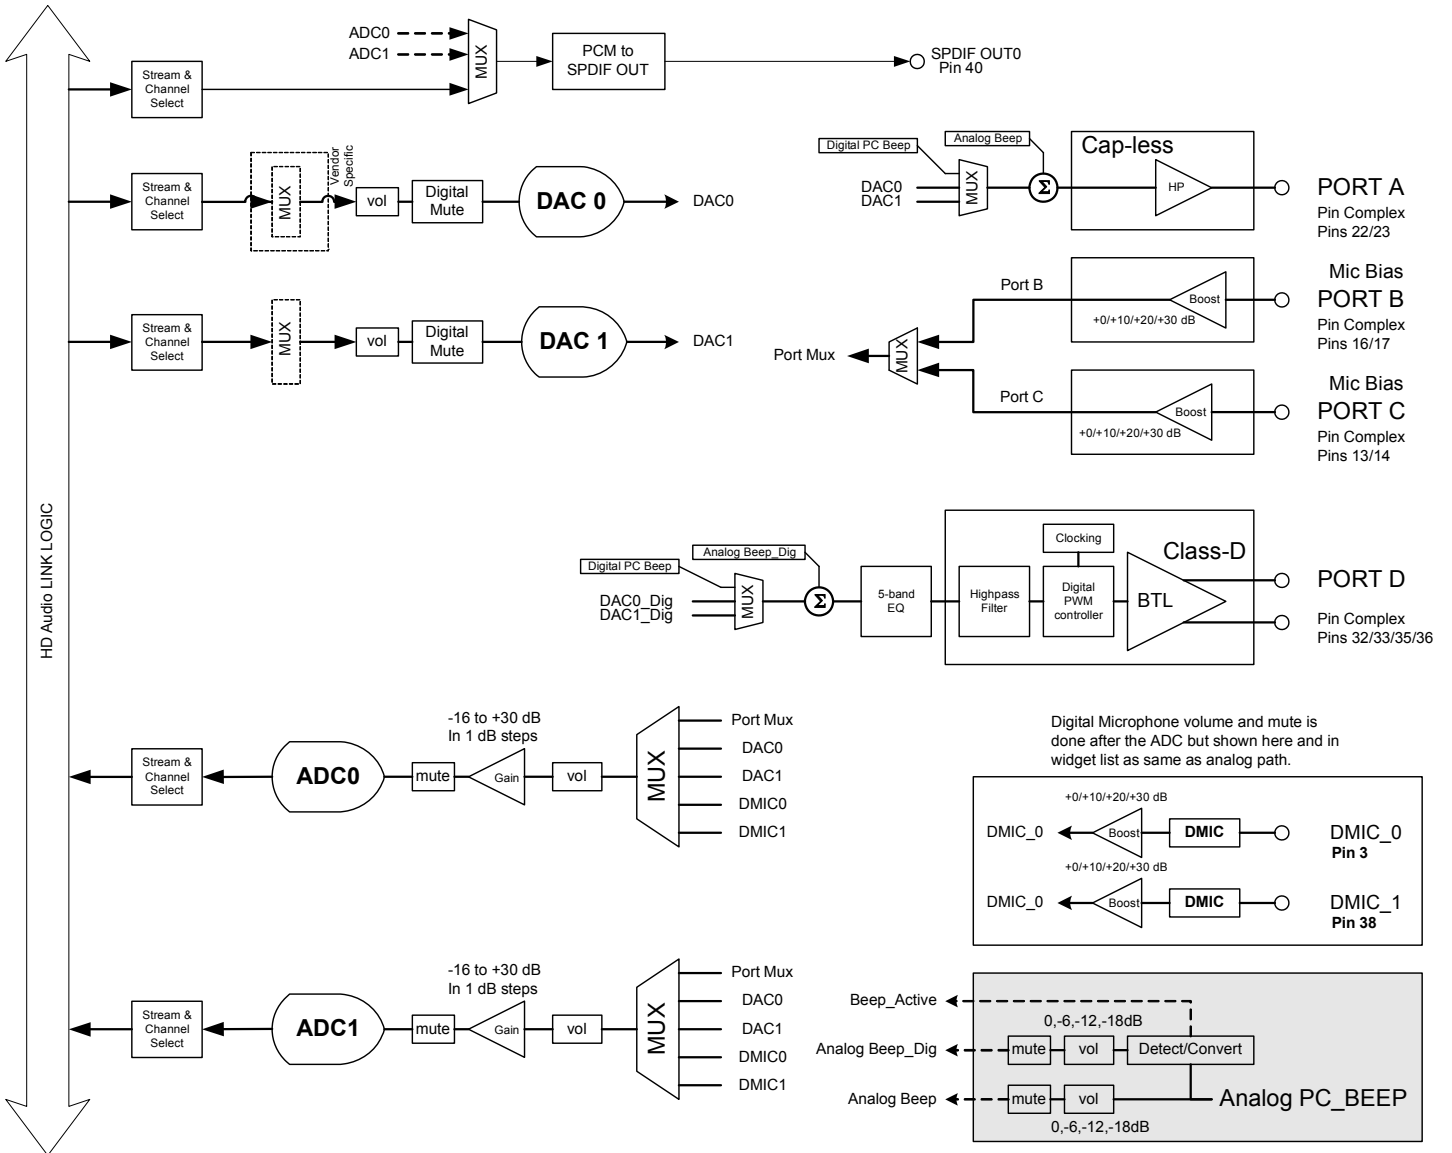 ADC0
ADC1
MUX
PCM to
SPDIF OUT
SPDIF OUT0
Pin 40
Stream &
Channel
Select
Digital PC Beep
Analog Beep
Cap-less
DAC0
DAC1
MUX
Σ
HP
PORT A
Pin Complex
Pins 22/23
Stream &
Channel
Select
MUX
Vendor
Specific
vol
Digital
Mute
DAC 0
DAC0
Mic Bias
Port B
Boost
PORT B
+0/+10/+20/+30 dB
Pin Complex
Pins 16/17
Stream &
Channel
Select
MUX
vol
Digital
Mute
DAC 1
DAC1
Port Mux
MUX
Mic Bias
Port C
Boost
PORT C
+0/+10/+20/+30 dB
Pin Complex
Pins 13/14
HD Audio LINK LOGIC
Digital PC Beep
Analog Beep_Dig
DAC0_Dig
DAC1_Dig
MUX
Σ
5-band
EQ
Highpass
Filter
Clocking
Digital
PWM
controller
Class-D
BTL
PORT D
Pin Complex
Pins 32/33/35/36
Stream &
Channel
Select
ADC0
-16 to +30 dB
In 1 dB steps
mute
Gain
vol
MUX
Port Mux
DAC0
DAC1
DMIC0
DMIC1
Digital Microphone volume and mute is
done after the ADC but shown here and in
widget list as same as analog path.
+0/+10/+20/+30 dB
DMIC_0
Boost
DMIC
DMIC_0
Pin 3
+0/+10/+20/+30 dB
DMIC_0
Boost
DMIC
DMIC_1
Pin 38
Stream &
Channel
Select
ADC1
-16 to +30 dB
In 1 dB steps
mute
Gain
vol
MUX
Port Mux
DAC0
DAC1
DMIC0
DMIC1
Beep_Active
0,-6,-12,-18dB
Analog Beep_Dig
mute
vol
Detect/Convert
Analog Beep
mute
vol
Analog PC_BEEP
0,-6,-12,-18dB